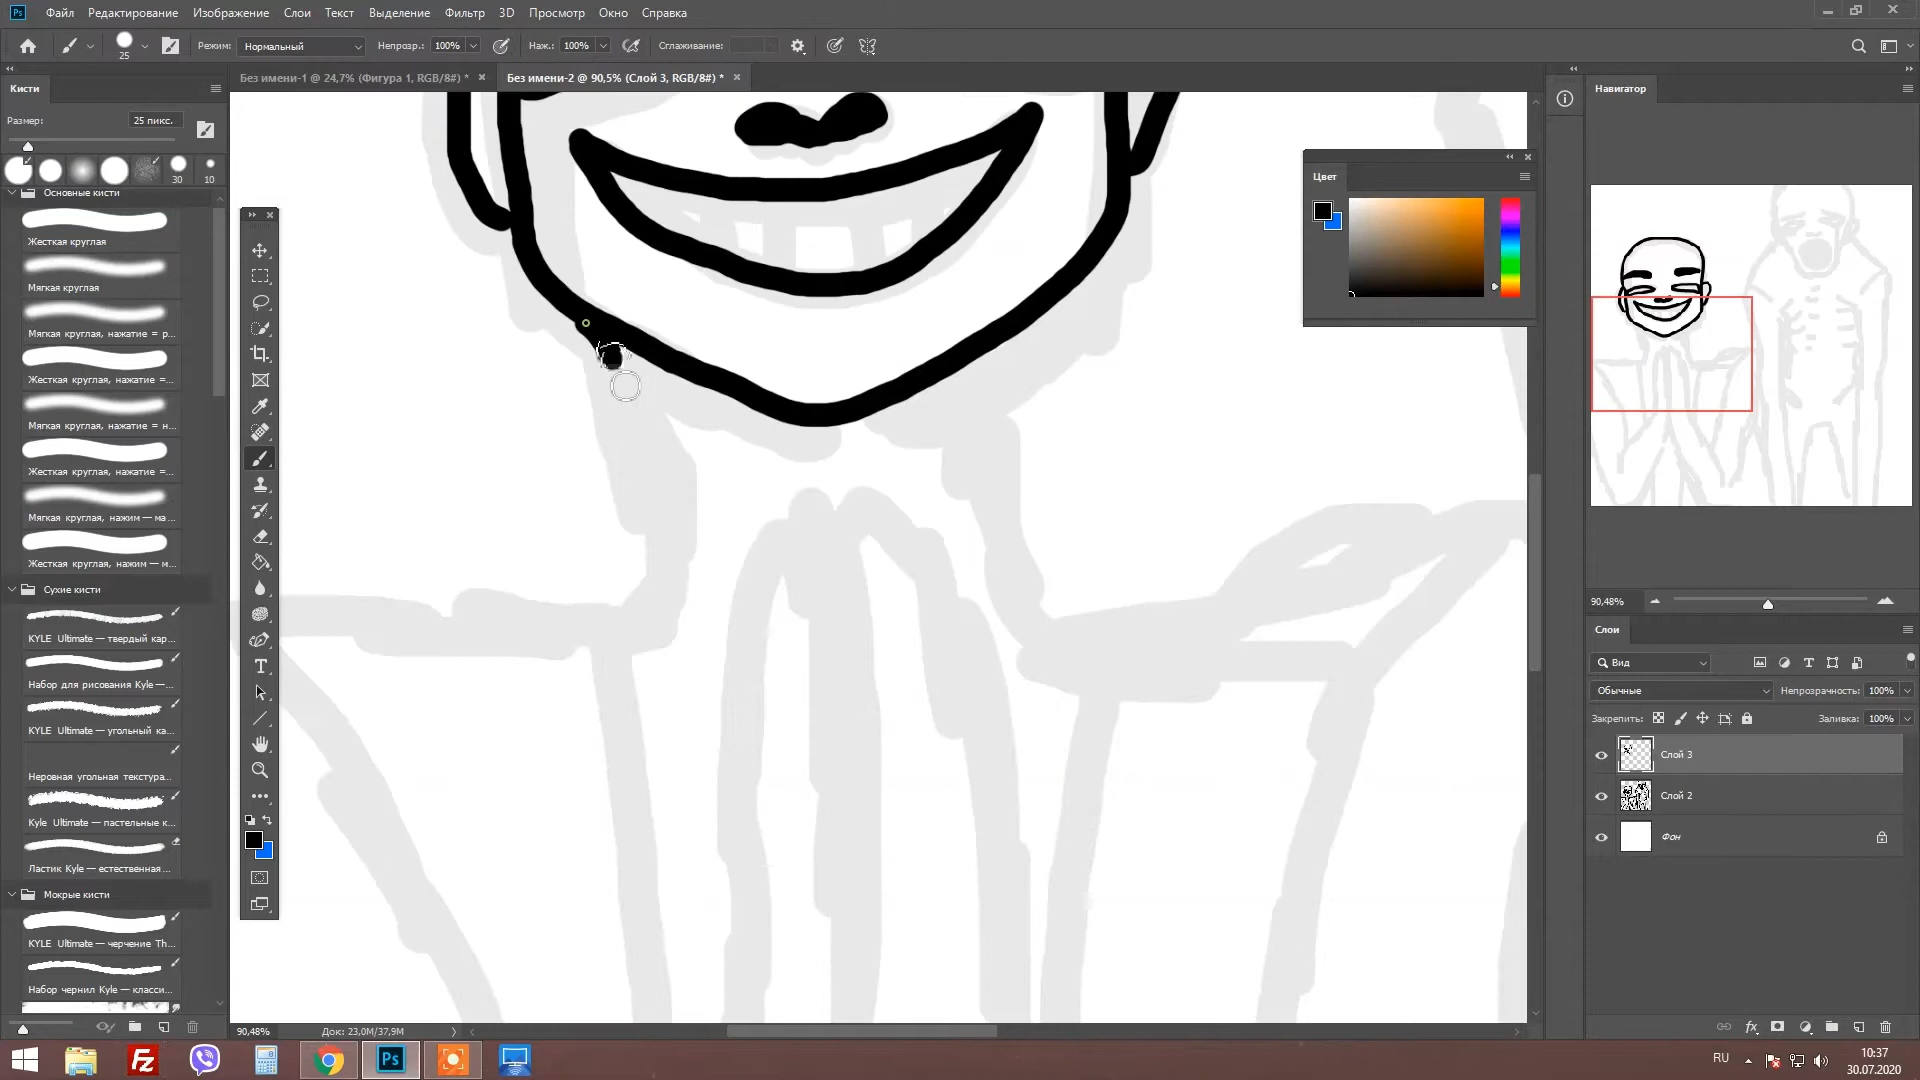 Ps Файл Редактирование Изображение Слои Текст Выделение Фильтр 3D Просмотр Окно Справка
25 Режим: Нормальный Непрозр.: 100% Наж.: 100% Сглаживание:
Без имени-1 @ 24,7% (Фигура 1, RGB/8#) * × Без имени-2 @ 90,5% (Слой 3, RGB/8#) * ×
Кисти
Размер: 25 пикс.
30 10
Основные кисти
Жесткая круглая
Мягкая круглая
Мягкая круглая, нажатие = р...
Жесткая круглая, нажатие =...
Мягкая круглая, нажатие = н...
Жесткая круглая, нажатие =...
Мягкая круглая, нажим — ма...
Жесткая круглая, нажим — м...
Сухие кисти
KYLE Ultimate — твердый кар...
Набор для рисования Kyle —...
KYLE Ultimate — угольный ка...
Неровная угольная текстура...
Kyle Ultimate — пастельные к...
Ластик Kyle — естественная...
Мокрые кисти
KYLE Ultimate — черчение Th...
Набор чернил Kyle — класси...
90,48% Док: 23,0M/37,9M
Цвет
Навигатор
90,48%
Слои
Вид
Обычные Непрозрачность: 100%
Закрепить: Заливка: 100%
Слой 3
Слой 2
Фон
fx
Fz Ps RU 10:37
30.07.2020